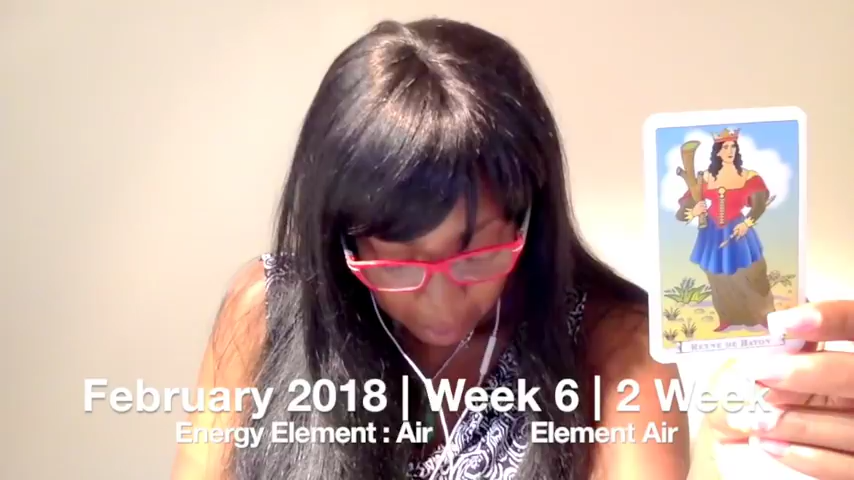 REYNE DE BATON
February 2018 | Week 6 | 2 Week
Energy Element : Air Element Air